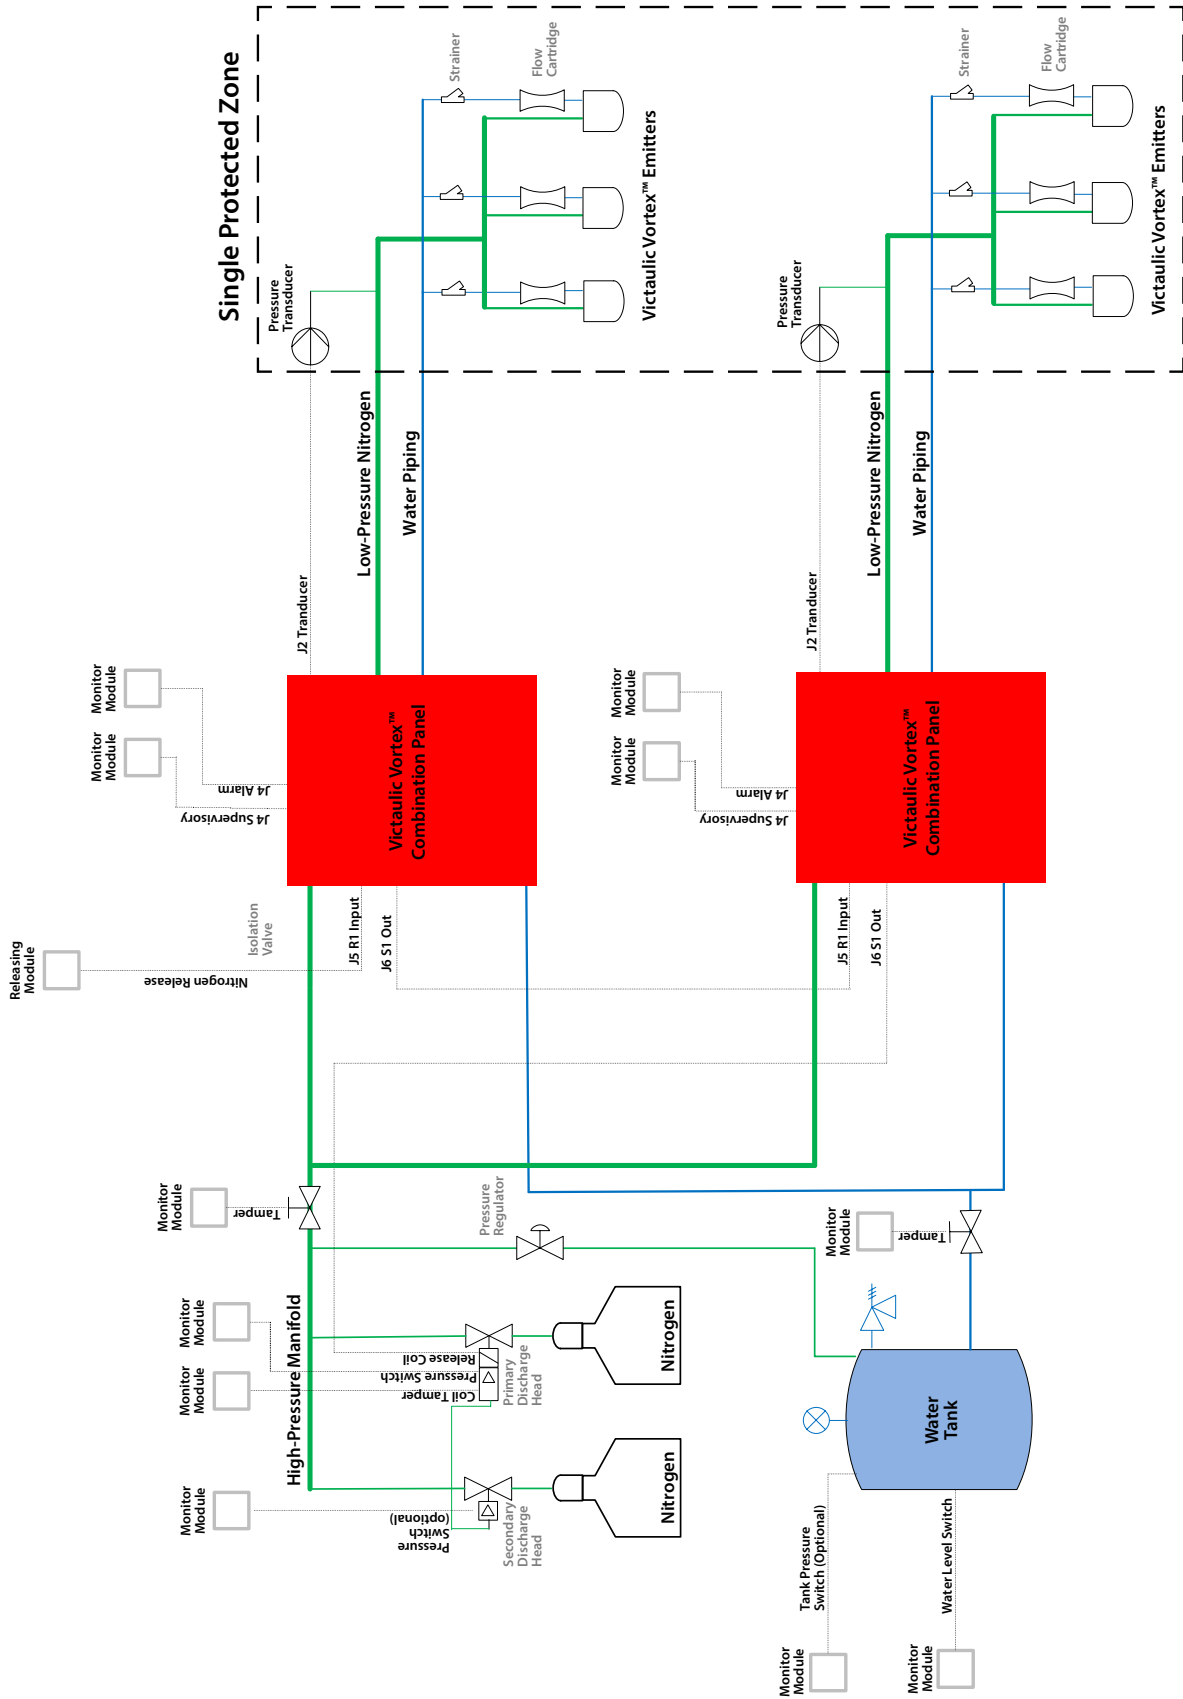 Releasing
Module
Monitor
Module
Monitor
Module
Monitor
Module
Monitor
Module
Monitor
Module
Monitor
Module
Nitrogen Release
Tamper
J4 Supervisory
J4 Alarm
Single Protected Zone
Isolation
Valve
Pressure
Transducer
High-Pressure Manifold
J2 Tranducer
J5 R1 Input
J6 S1 Out
Low-Pressure Nitrogen
Water Piping
Pressure
Switch
(optional)
Coil Tamper
Pressure Switch
Release Coil
Victaulic Vortex™
Combination Panel
Strainer
Flow
Cartridge
Secondary
Discharge
Head
Primary
Discharge
Head
Pressure
Regulator
Nitrogen
Nitrogen
Victaulic Vortex™ Emitters
Monitor
Module
Monitor
Module
J4 Supervisory
J4 Alarm
Monitor
Module
Tank Pressure
Switch (Optional)
Monitor
Module
Tamper
Pressure
Transducer
J2 Tranducer
J5 R1 Input
J6 S1 Out
Low-Pressure Nitrogen
Water Piping
Victaulic Vortex™
Combination Panel
Monitor
Module
Water Level Switch
Water
Tank
Strainer
Flow
Cartridge
Victaulic Vortex™ Emitters